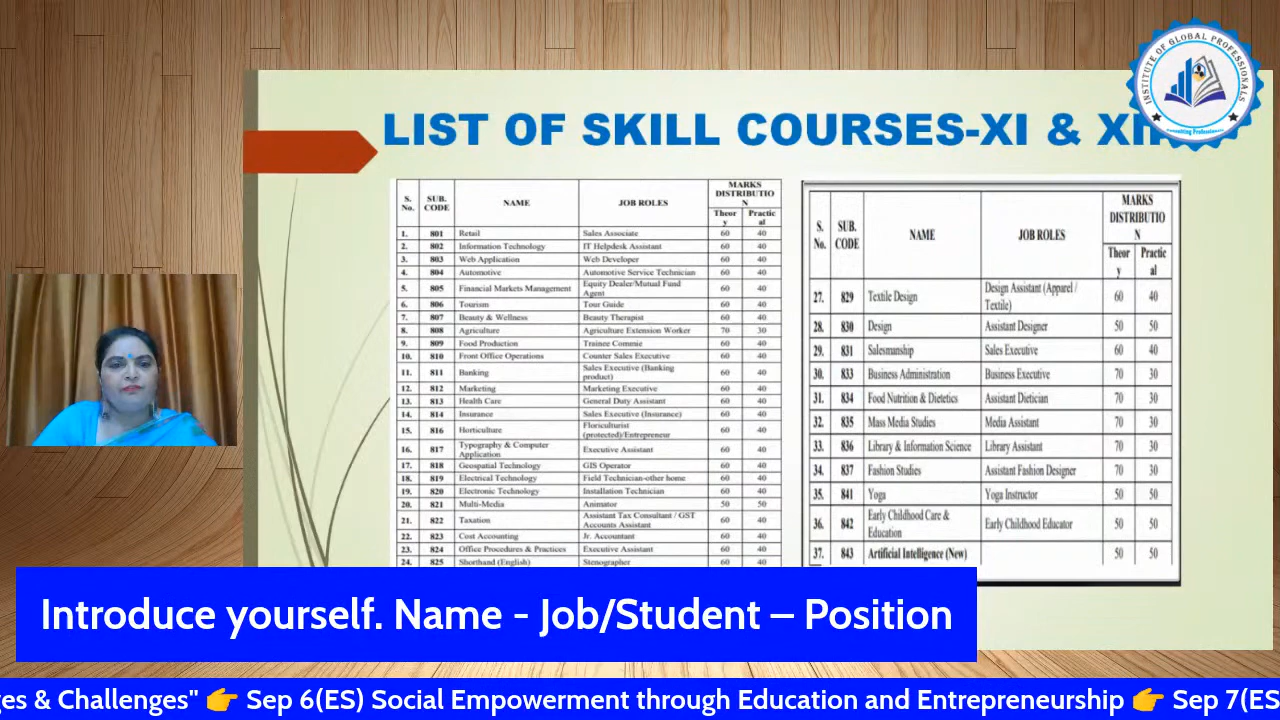 LIST OF SKILL COURSES-XI & XII
INSTITUTE OF GLOBAL PROFESSIONALS
Consulting Professionals
S. No. SUB. CODE NAME JOB ROLES MARKS DISTRIBUTION
Theory Practical
1. 801 Retail Sales Associate 60 40
2. 802 Information Technology IT Helpdesk Assistant 60 40
3. 803 Web Application Web Developer 60 40
4. 804 Automotive Automotive Service Technician 60 40
5. 805 Financial Markets Management Equity Dealer/Mutual Fund Agent 60 40
6. 806 Tourism Tour Guide 60 40
7. 807 Beauty & Wellness Beauty Therapist 60 40
8. 808 Agriculture Agriculture Extension Worker 70 30
9. 809 Food Production Trainee Commie 60 40
10. 810 Front Office Operations Counter Sales Executive 60 40
11. 811 Banking Sales Executive (Banking product) 60 40
12. 812 Marketing Marketing Executive 60 40
13. 813 Health Care General Duty Assistant 60 40
14. 814 Insurance Sales Executive (Insurance) 60 40
15. 816 Horticulture Floriculturist (protected)/Entrepreneur 60 40
16. 817 Typography & Computer Application Executive Assistant 60 40
17. 818 Geospatial Technology GIS Operator 60 40
18. 819 Electrical Technology Field Technician-other home 60 40
19. 820 Electronic Technology Installation Technician 60 40
20. 821 Multi-Media Animator 50 50
21. 822 Taxation Assistant Tax Consultant / GST Accounts Assistant 60 40
22. 823 Cost Accounting Jr. Accountant 60 40
23. 824 Office Procedures & Practices Executive Assistant 60 40
24. 825 Shorthand (English) Stenographer 60 40
S. No. SUB. CODE NAME JOB ROLES MARKS DISTRIBUTION
Theory Practical
27. 829 Textile Design Design Assistant (Apparel / Textile) 60 40
28. 830 Design Assistant Designer 50 50
29. 831 Salesmanship Sales Executive 60 40
30. 833 Business Administration Business Executive 70 30
31. 834 Food Nutrition & Dietetics Assistant Dietician 70 30
32. 835 Mass Media Studies Media Assistant 70 30
33. 836 Library & Information Science Library Assistant 70 30
34. 837 Fashion Studies Assistant Fashion Designer 70 30
35. 841 Yoga Yoga Instructor 50 50
36. 842 Early Childhood Care & Education Early Childhood Educator 50 50
37. 843 Artificial Intelligence (New) 50 50
Introduce yourself. Name - Job/Student – Position
ges & Challenges" 👉 Sep 6(ES) Social Empowerment through Education and Entrepreneurship 👉 Sep 7(ES